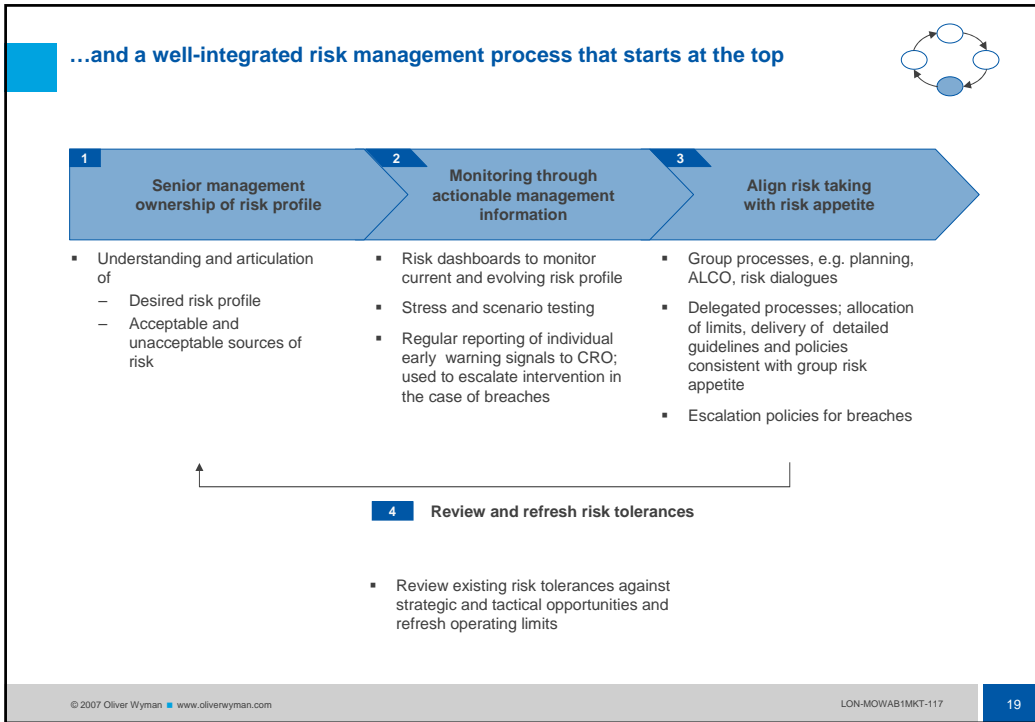 …and a well-integrated risk management process that starts at the top
1
Senior management
ownership of risk profile
2
Monitoring through
actionable management
information
3
Align risk taking
with risk appetite
▪ Understanding and articulation
of
– Desired risk profile
– Acceptable and
unacceptable sources of
risk
▪ Risk dashboards to monitor
current and evolving risk profile
▪ Stress and scenario testing
▪ Regular reporting of individual
early warning signals to CRO;
used to escalate intervention in
the case of breaches
▪ Group processes, e.g. planning,
ALCO, risk dialogues
▪ Delegated processes; allocation
of limits, delivery of detailed
guidelines and policies
consistent with group risk
appetite
▪ Escalation policies for breaches
4 Review and refresh risk tolerances
▪ Review existing risk tolerances against
strategic and tactical opportunities and
refresh operating limits
© 2007 Oliver Wyman ■ www.oliverwyman.com
LON-MOWAB1MKT-117
19